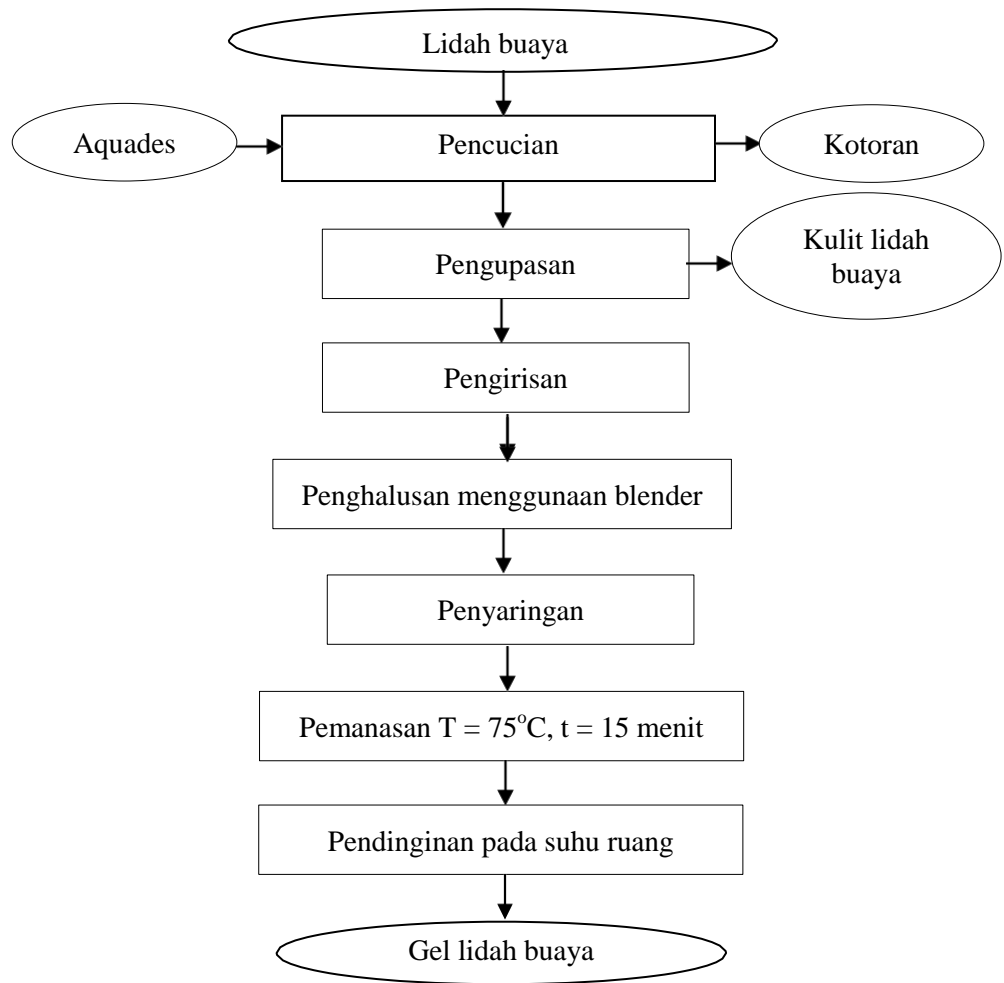 Lidah buaya
Aquades
Pencucian
Kotoran
Pengupasan
Kulit lidah
buaya
Pengirisan
Penghalusan menggunaan blender
Penyaringan
Pemanasan T = 75°C, t = 15 menit
Pendinginan pada suhu ruang
Gel lidah buaya